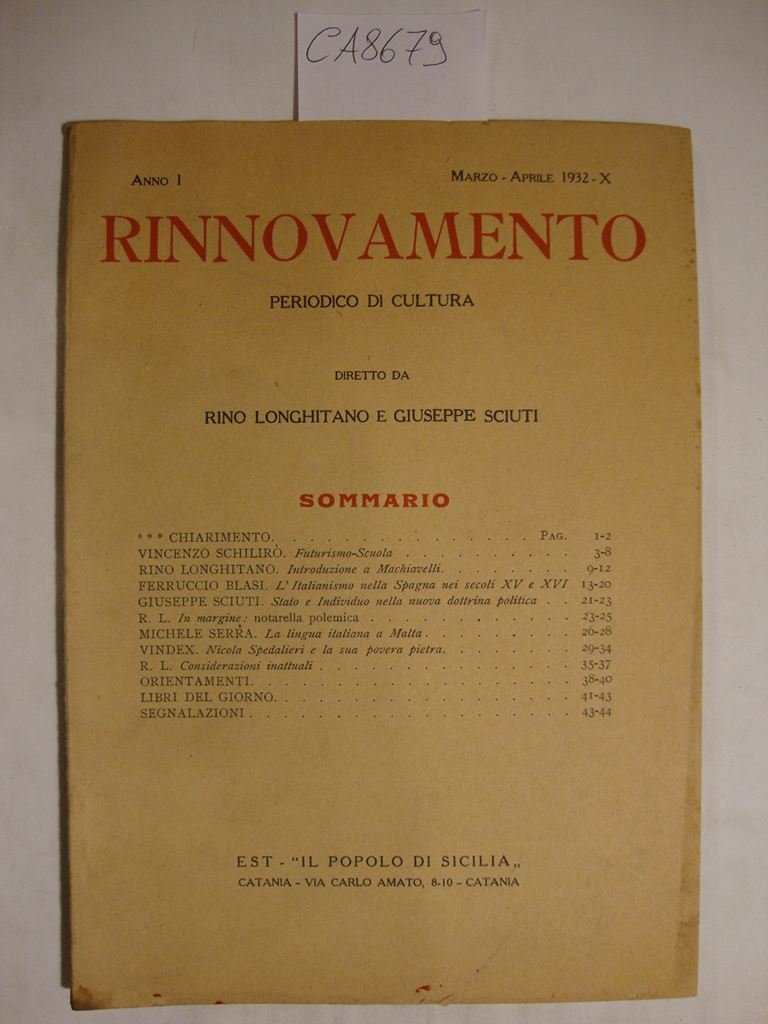 CA8679
ANNO I
MARZO - APRILE 1932 - X
RINNOVAMENTO
PERIODICO DI CULTURA
DIRETTO DA
RINO LONGHITANO E GIUSEPPE SCIUTI
SOMMARIO
* * * CHIARIMENTO. . . . . . . . . . . . . . . PAG. 1-2
VINCENZO SCHILIRÒ. Futurismo-Scuola . . . . . . . . . 3-8
RINO LONGHITANO. Introduzione a Machiavelli. . . . . . . 9-12
FERRUCCIO BLASI. L'Italianismo nella Spagna nei secoli XV e XVI 13-20
GIUSEPPE SCIUTI. Stato e Individuo nella nuova dottrina politica . . 21-23
R. L. In margine: notarella polemica . . . . . . . . . . 23-25
MICHELE SERRA. La lingua italiana a Malta . . . . . . . . 26-28
VINDEX. Nicola Spedalieri e la sua povera pietra. . . . . . . 29-34
R. L. Considerazioni inattuali . . . . . . . . . . . . . 35-37
ORIENTAMENTI. . . . . . . . . . . . . . . . . 38-40
LIBRI DEL GIORNO. . . . . . . . . . . . . . . . 41-43
SEGNALAZIONI . . . . . . . . . . . . . . . . . 43-44
EST - "IL POPOLO DI SICILIA„
CATANIA - VIA CARLO AMATO, 8-10 - CATANIA